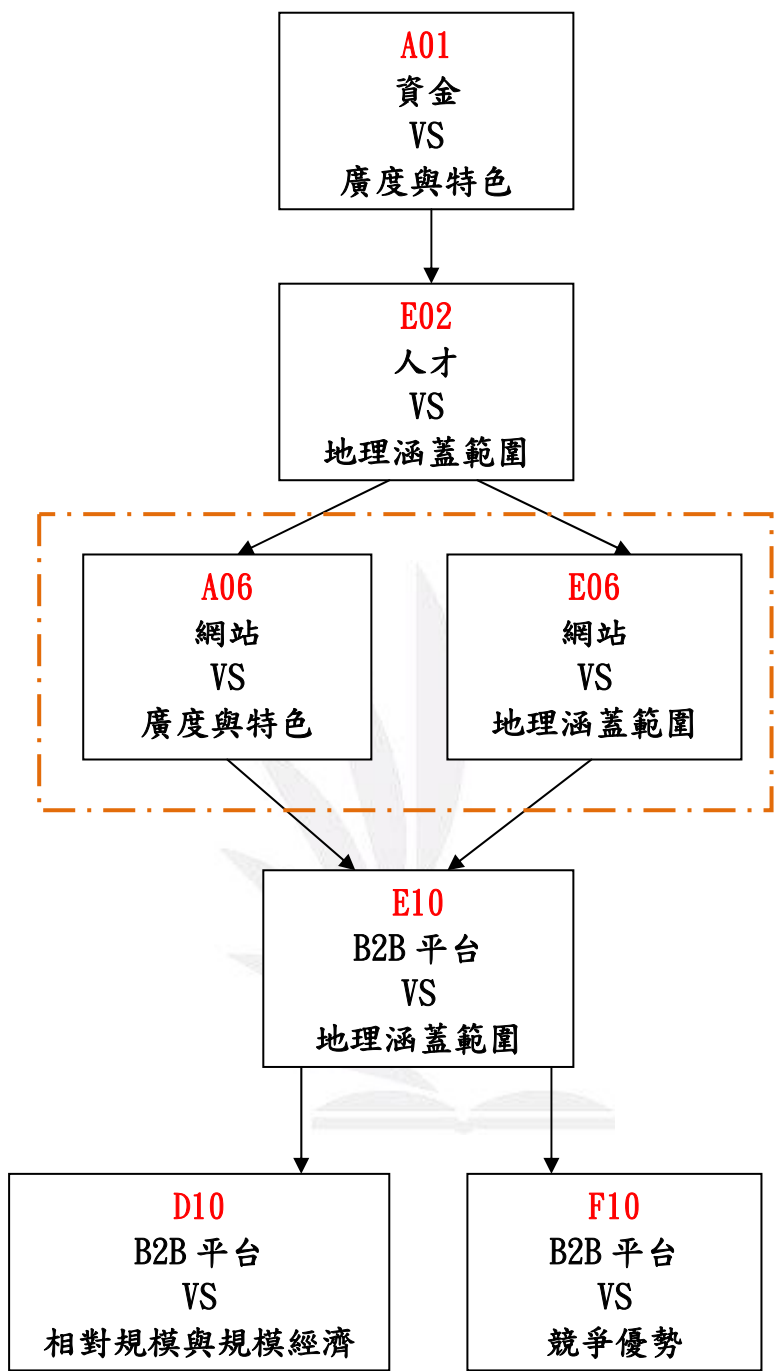 A01
資金
VS
廣度與特色
E02
人才
VS
地理涵蓋範圍
A06
網站
VS
廣度與特色
E06
網站
VS
地理涵蓋範圍
E10
B2B 平台
VS
地理涵蓋範圍
D10
B2B 平台
VS
相對規模與規模經濟
F10
B2B 平台
VS
競爭優勢